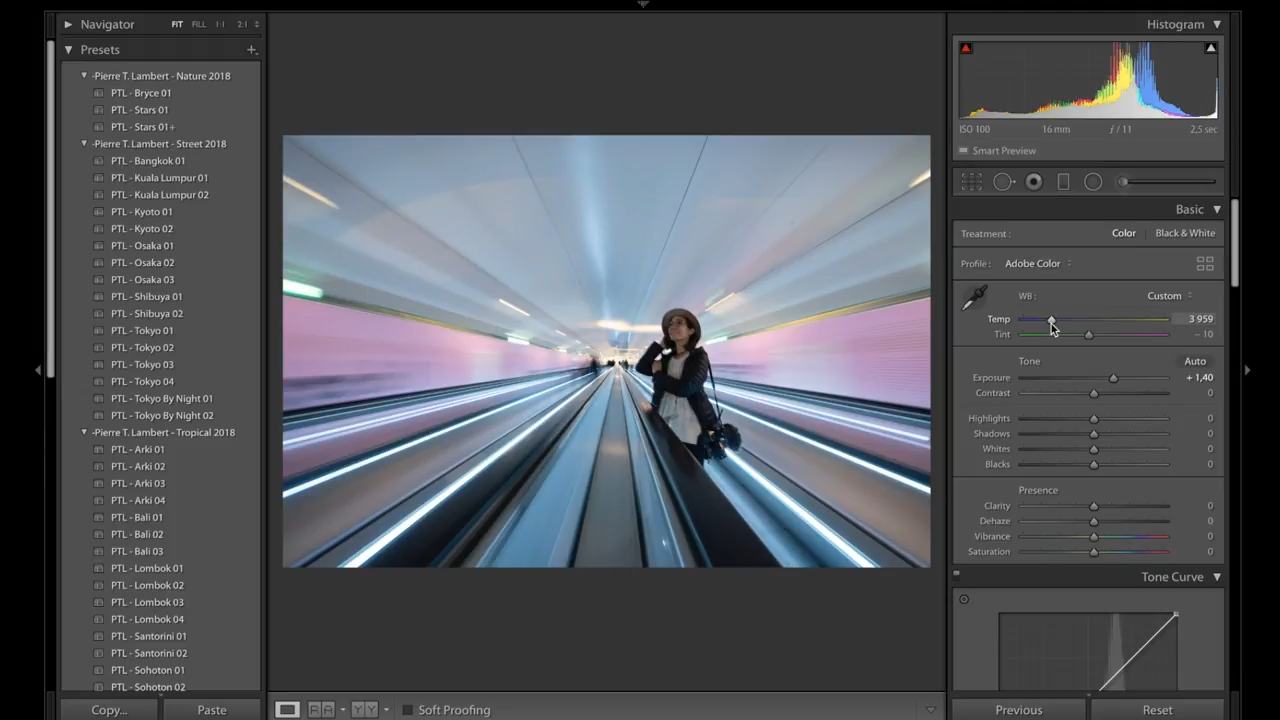 Navigator
FIT FILL 1:1 2:1
Presets
-Pierre T. Lambert - Nature 2018
PTL - Bryce 01
PTL - Stars 01
PTL - Stars 01+
-Pierre T. Lambert - Street 2018
PTL - Bangkok 01
PTL - Kuala Lumpur 01
PTL - Kuala Lumpur 02
PTL - Kyoto 01
PTL - Kyoto 02
PTL - Osaka 01
PTL - Osaka 02
PTL - Osaka 03
PTL - Shibuya 01
PTL - Shibuya 02
PTL - Tokyo 01
PTL - Tokyo 02
PTL - Tokyo 03
PTL - Tokyo 04
PTL - Tokyo By Night 01
PTL - Tokyo By Night 02
-Pierre T. Lambert - Tropical 2018
PTL - Arki 01
PTL - Arki 02
PTL - Arki 03
PTL - Arki 04
PTL - Bali 01
PTL - Bali 02
PTL - Bali 03
PTL - Lombok 01
PTL - Lombok 02
PTL - Lombok 03
PTL - Lombok 04
PTL - Santorini 01
PTL - Santorini 02
PTL - Sohoton 01
PTL - Sohoton 02
Copy...
Paste
Soft Proofing
Histogram
ISO 100 16 mm ƒ / 11 2,5 sec
Smart Preview
Basic
Treatment : Color Black & White
Profile : Adobe Color
WB : Custom
Temp 3 959
Tint – 10
Tone Auto
Exposure + 1,40
Contrast 0
Highlights 0
Shadows 0
Whites 0
Blacks 0
Presence
Clarity 0
Dehaze 0
Vibrance 0
Saturation 0
Tone Curve
Previous
Reset